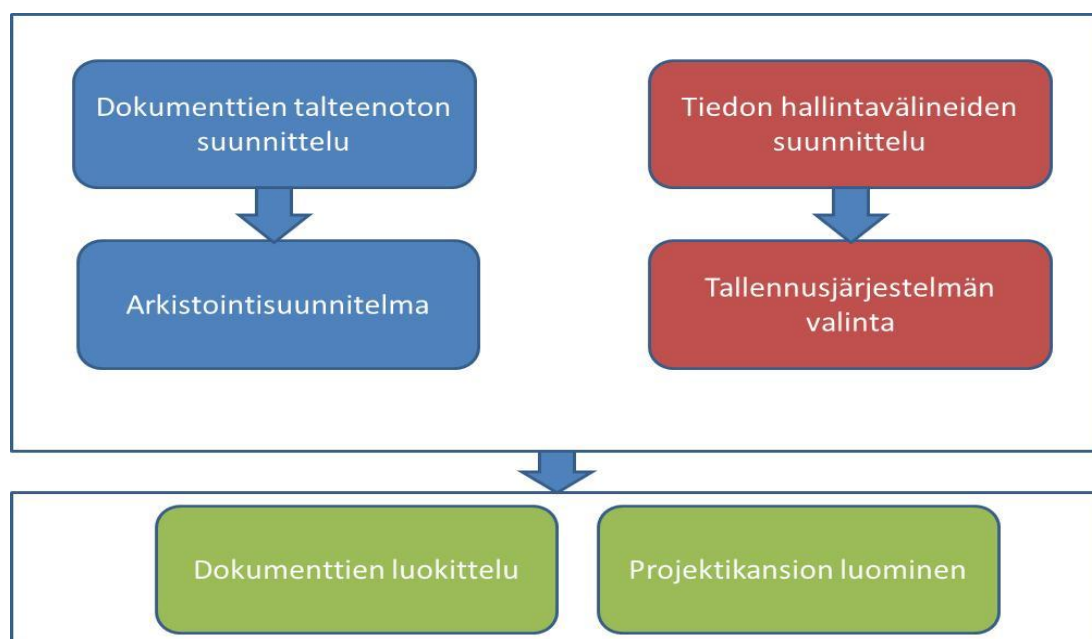 Dokumenttien talteenoton
suunnittelu
Tiedon hallintavälineiden
suunnittelu
Arkistointisuunnitelma
Tallennusjärjestelmän
valinta
Dokumenttien luokittelu
Projektikansion luominen